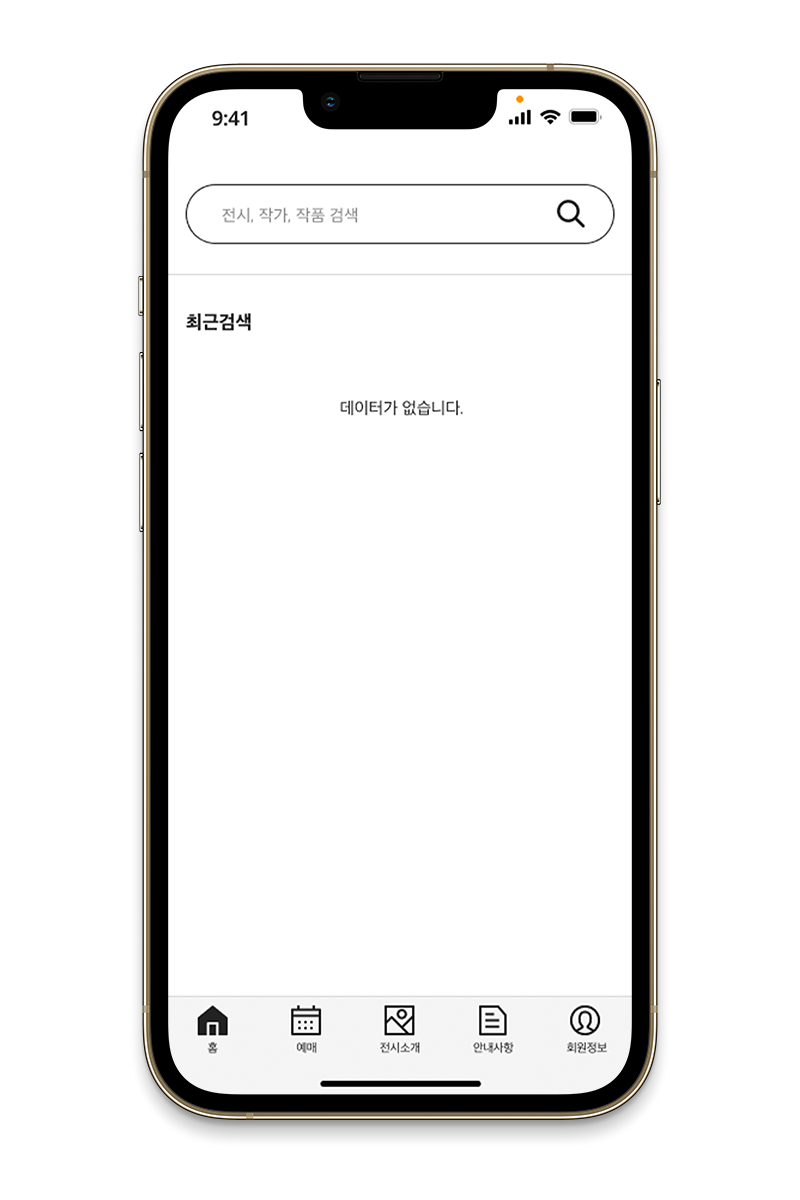 9:41
전시, 작가, 작품 검색
최근검색
데이터가 없습니다.
홈
예매
전시소개
안내사항
회원정보